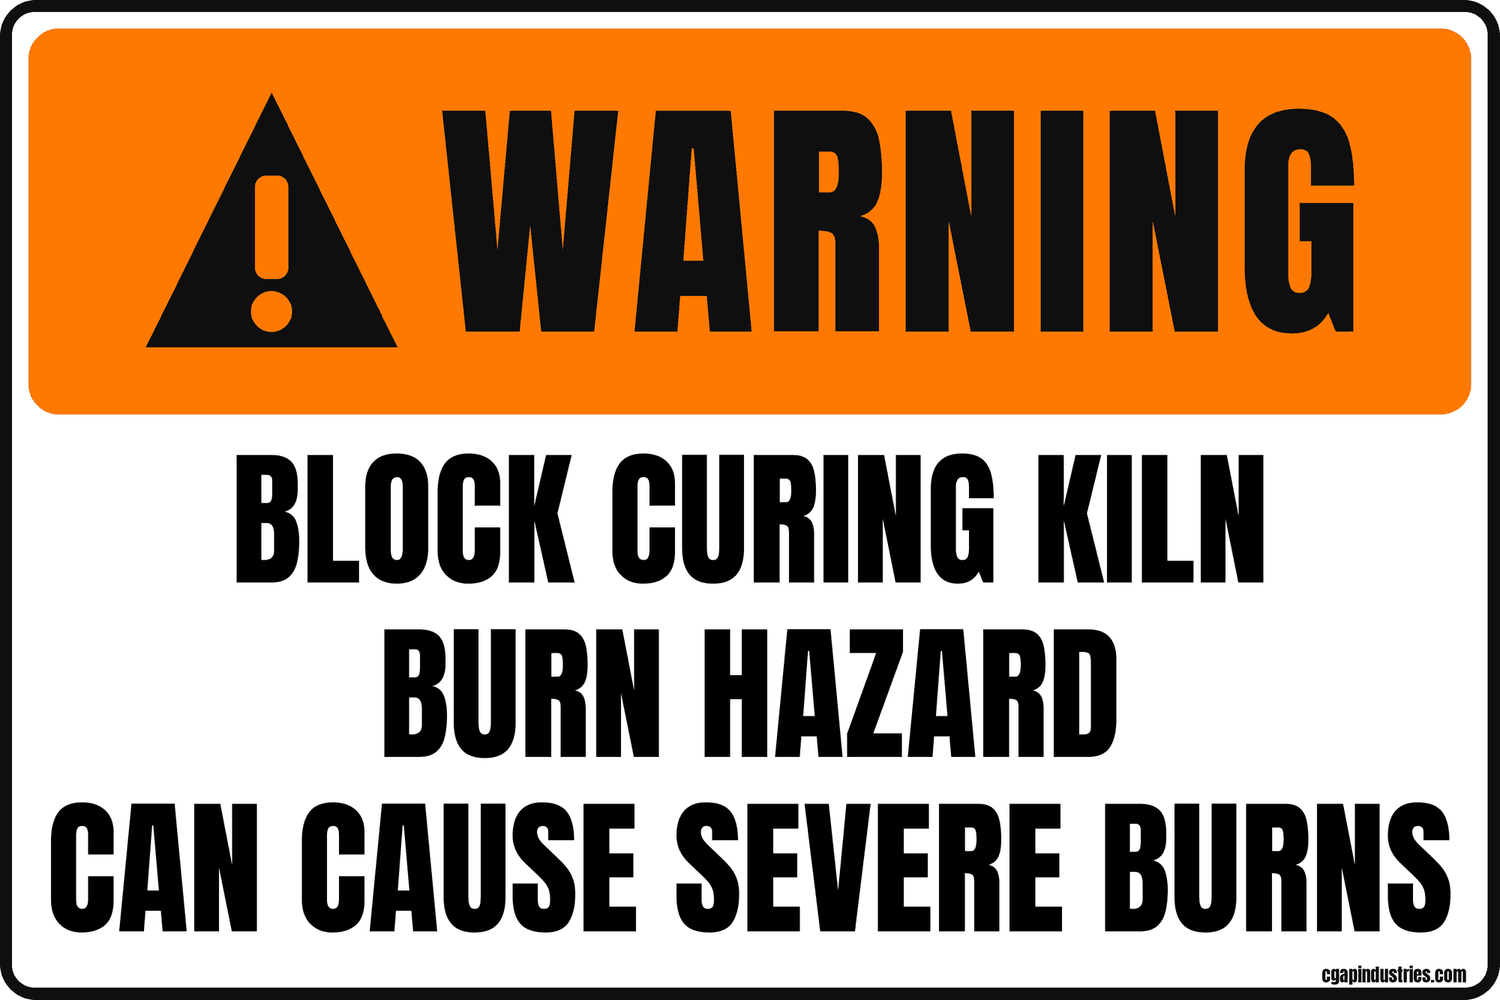 WARNING
BLOCK CURING KILN
BURN HAZARD
CAN CAUSE SEVERE BURNS
cgapindustries.com